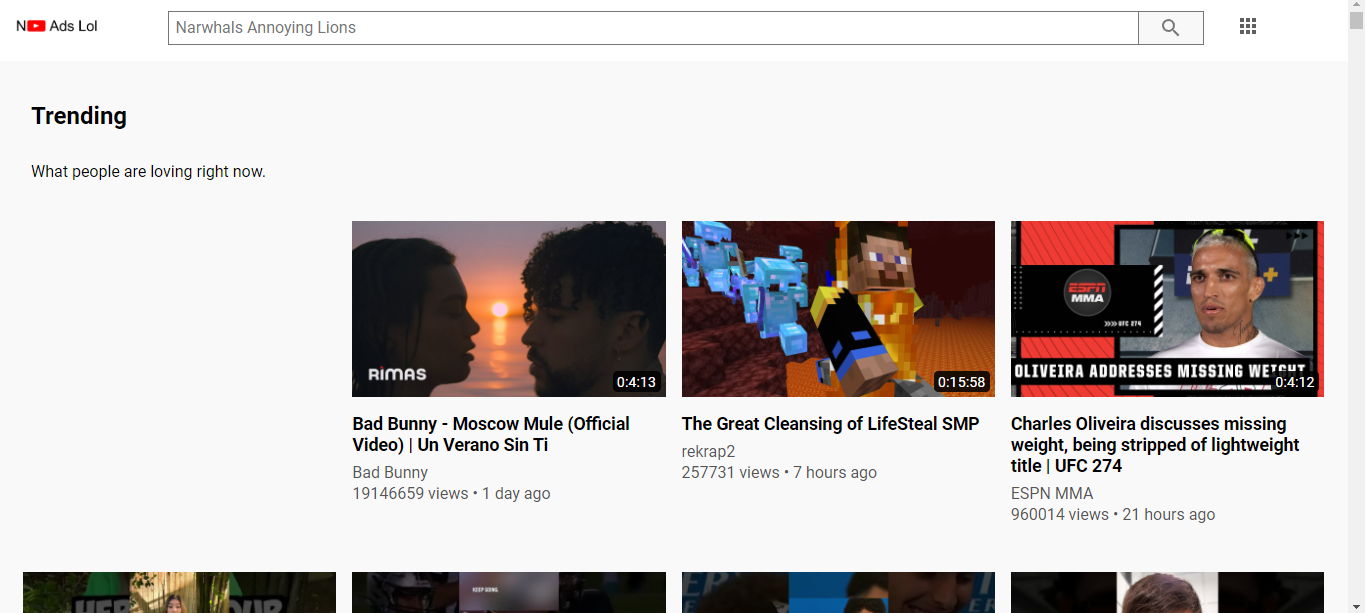 N Ads Lol
Narwhals Annoying Lions
Trending
What people are loving right now.
RIMAS
0:4:13
0:15:58
ESPN
MMA
UFC 274
OLIVEIRA ADDRESSES MISSING WEIGHT
0:4:12
Bad Bunny - Moscow Mule (Official
Video) | Un Verano Sin Ti
Bad Bunny
19146659 views • 1 day ago
The Great Cleansing of LifeSteal SMP
rekrap2
257731 views • 7 hours ago
Charles Oliveira discusses missing
weight, being stripped of lightweight
title | UFC 274
ESPN MMA
960014 views • 21 hours ago
KEEP GOING